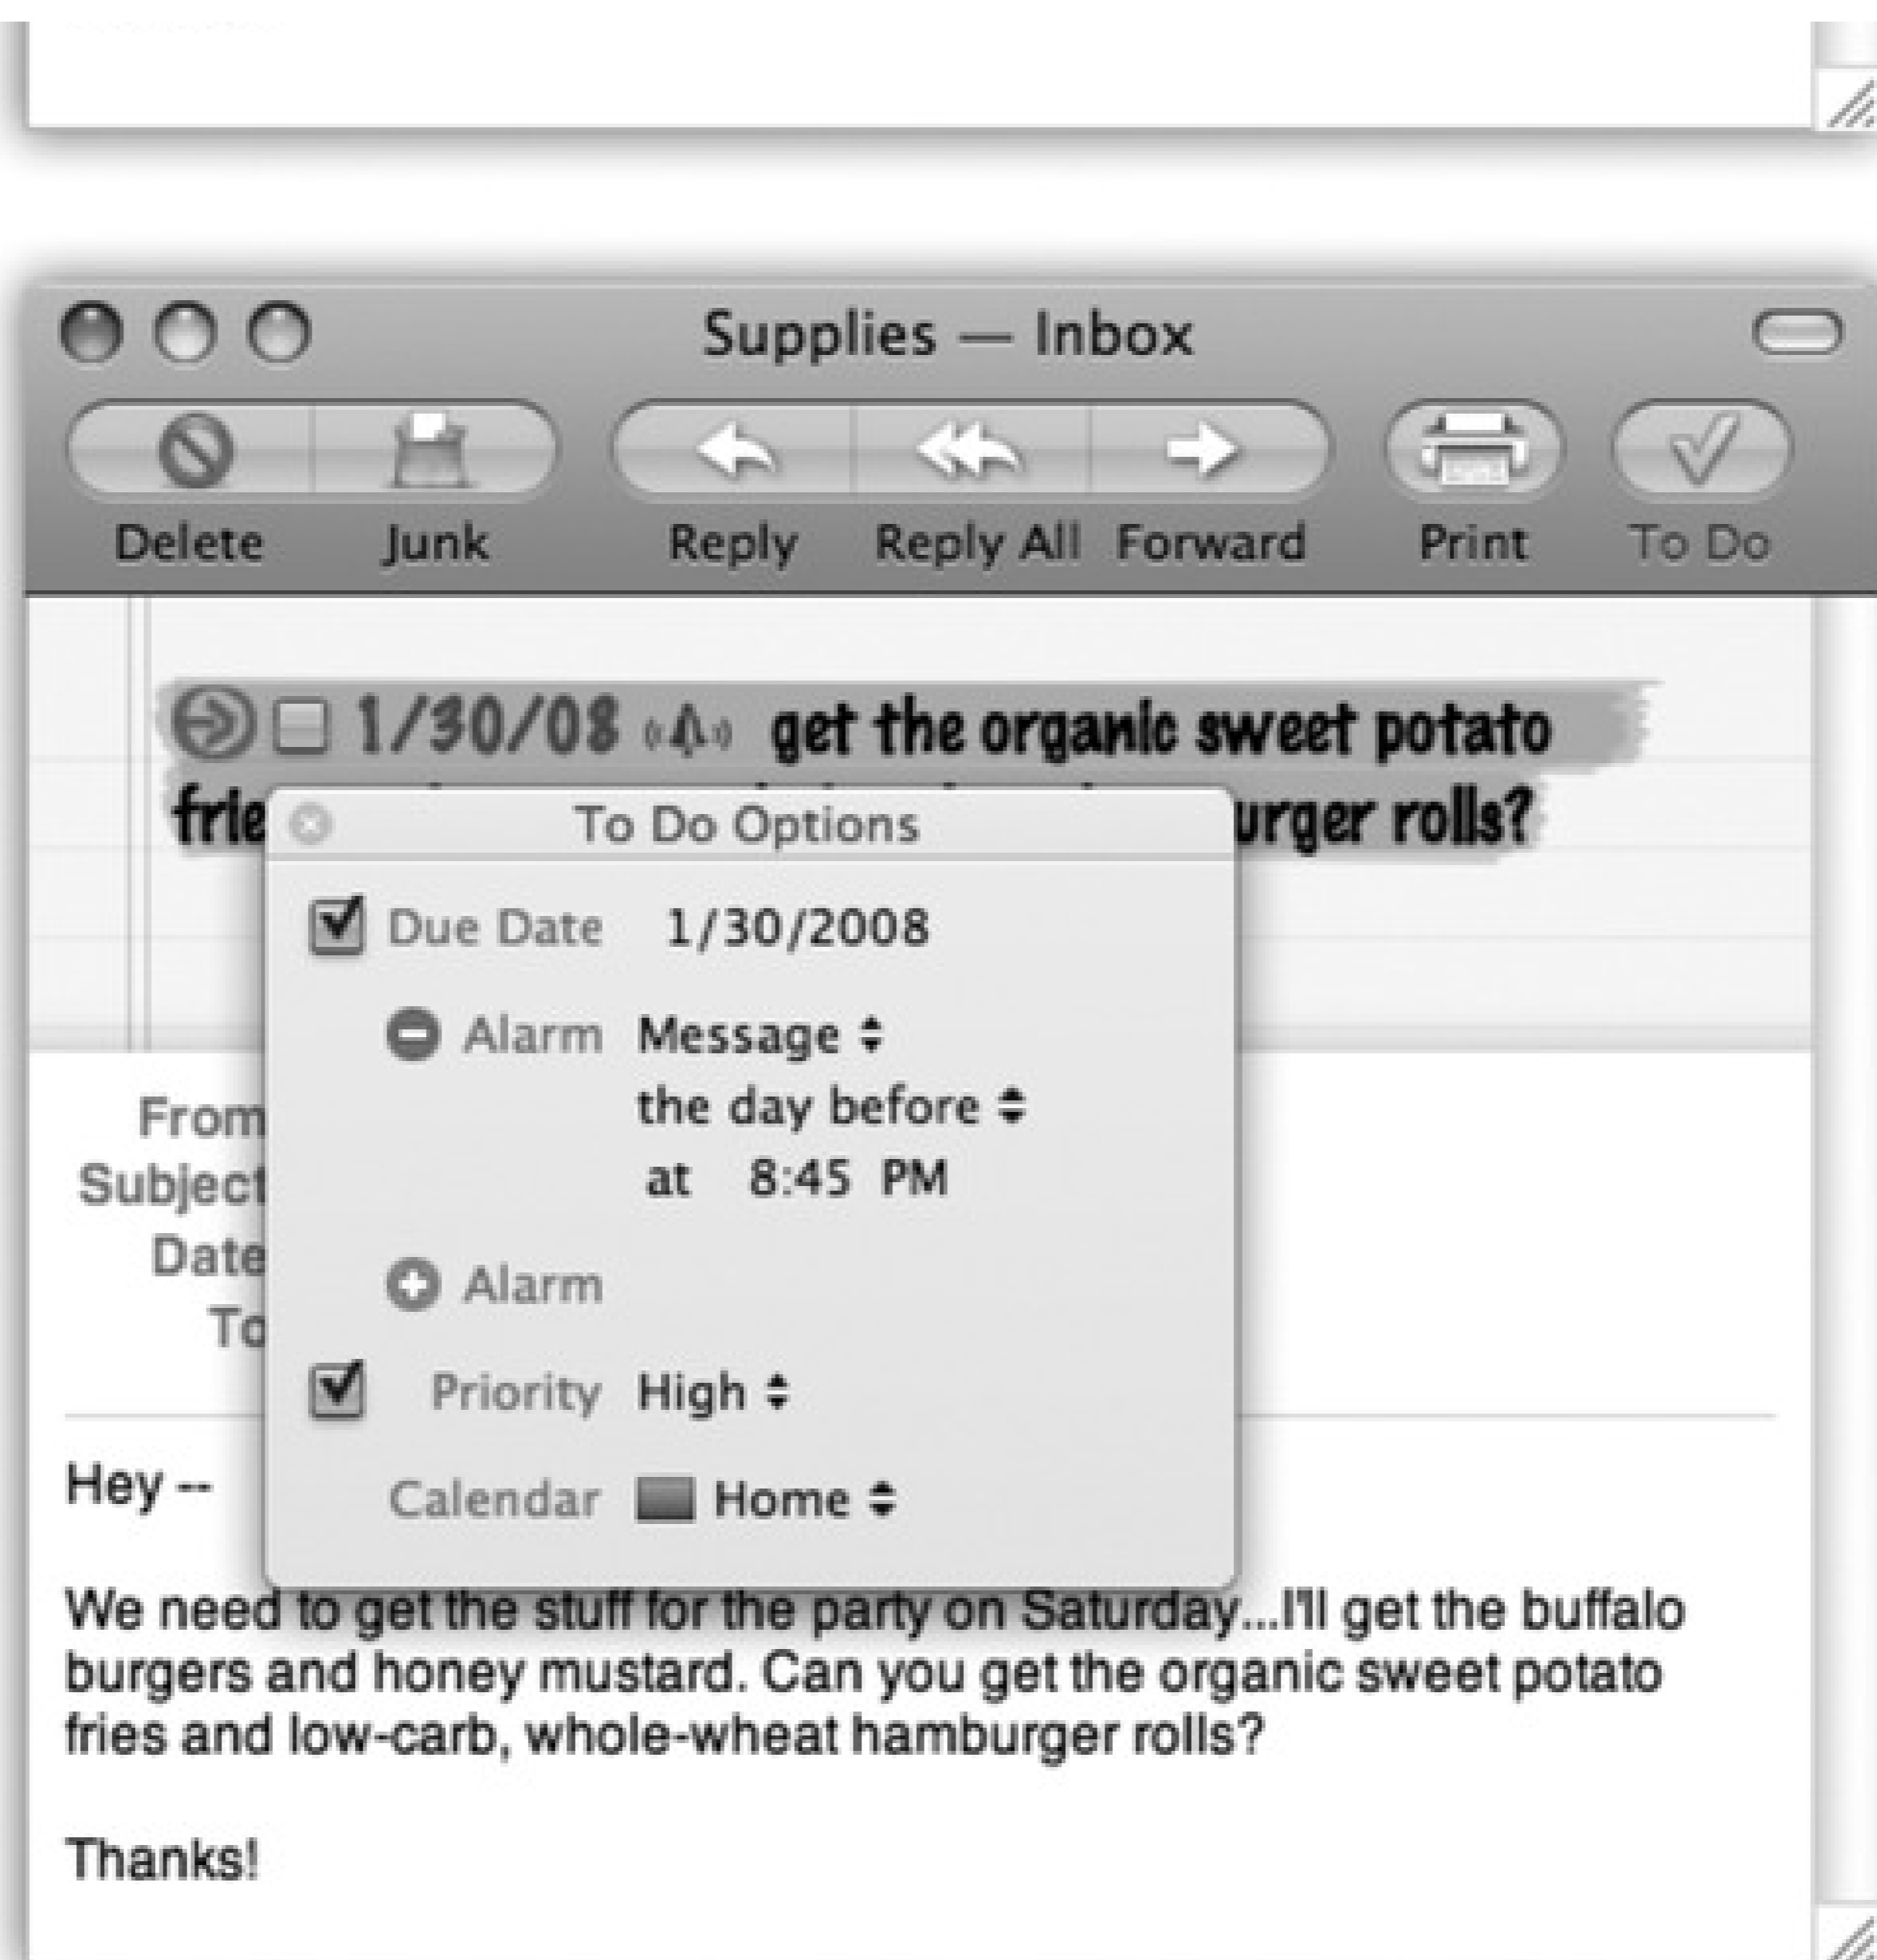 Supplies — Inbox
Delete Junk Reply Reply All Forward Print To Do
1/30/08 get the organic sweet potato
rolls?
To Do Options
Due Date 1/30/2008
Alarm Message
the day before
at 8:45 PM
Alarm
Priority High
Calendar Home
From
Subject
Date
To
Hey --
We need to get the stuff for the party on Saturday...I'll get the buffalo
burgers and honey mustard. Can you get the organic sweet potato
fries and low-carb, whole-wheat hamburger rolls?
Thanks!